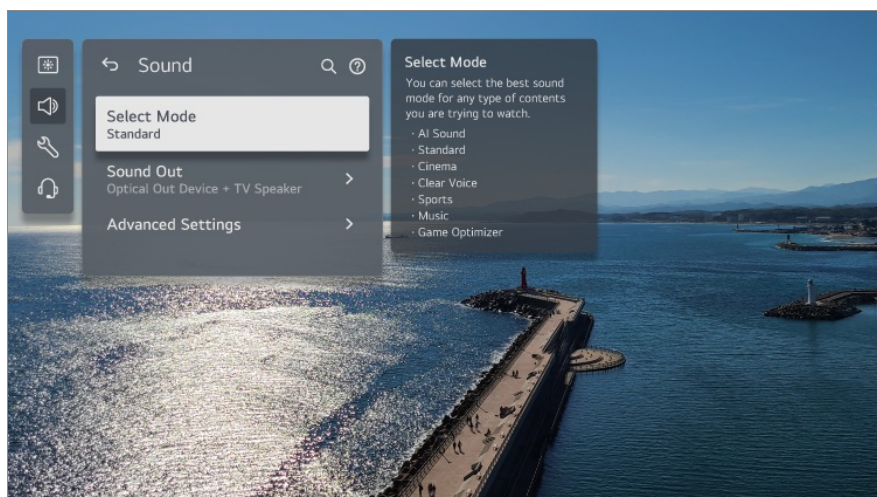 Sound
Select Mode
Standard
Sound Out
Optical Out Device + TV Speaker
Advanced Settings
Select Mode
You can select the best sound
mode for any type of contents
you are trying to watch.
· AI Sound
· Standard
· Cinema
· Clear Voice
· Sports
· Music
· Game Optimizer